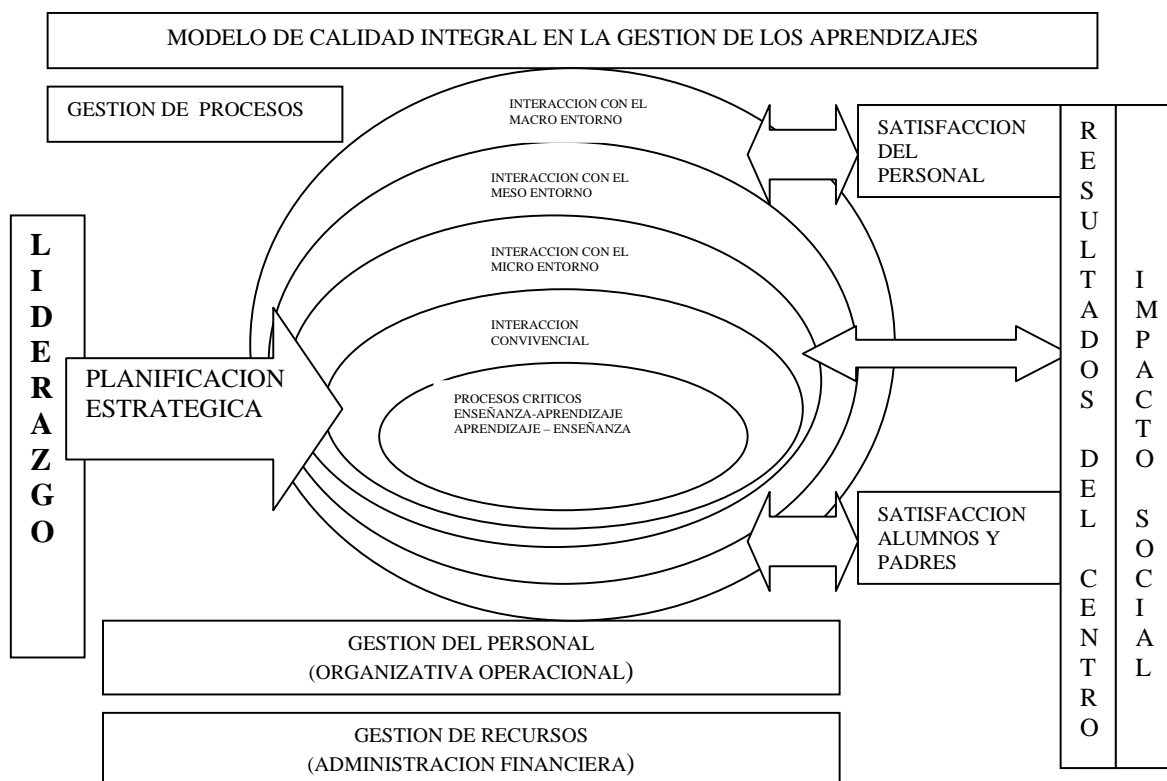 MODELO DE CALIDAD INTEGRAL EN LA GESTION DE LOS APRENDIZAJES
GESTION DE PROCESOS
INTERACCION CON EL
MACRO ENTORNO
SATISFACCION
DEL
PERSONAL
INTERACCION CON EL
MESO ENTORNO
INTERACCION CON EL
MICRO ENTORNO
INTERACCION
CONVIVENCIAL
LIDERAZGO
PLANIFICACION
ESTRATEGICA
PROCESOS CRITICOS
ENSEÑANZA-APRENDIZAJE
APRENDIZAJE – ENSEÑANZA
SATISFACCION
ALUMNOS Y
PADRES
RESULTADOS DEL CENTRO
IMPACTO SOCIAL
GESTION DEL PERSONAL
(ORGANIZATIVA OPERACIONAL)
GESTION DE RECURSOS
(ADMINISTRACION FINANCIERA)